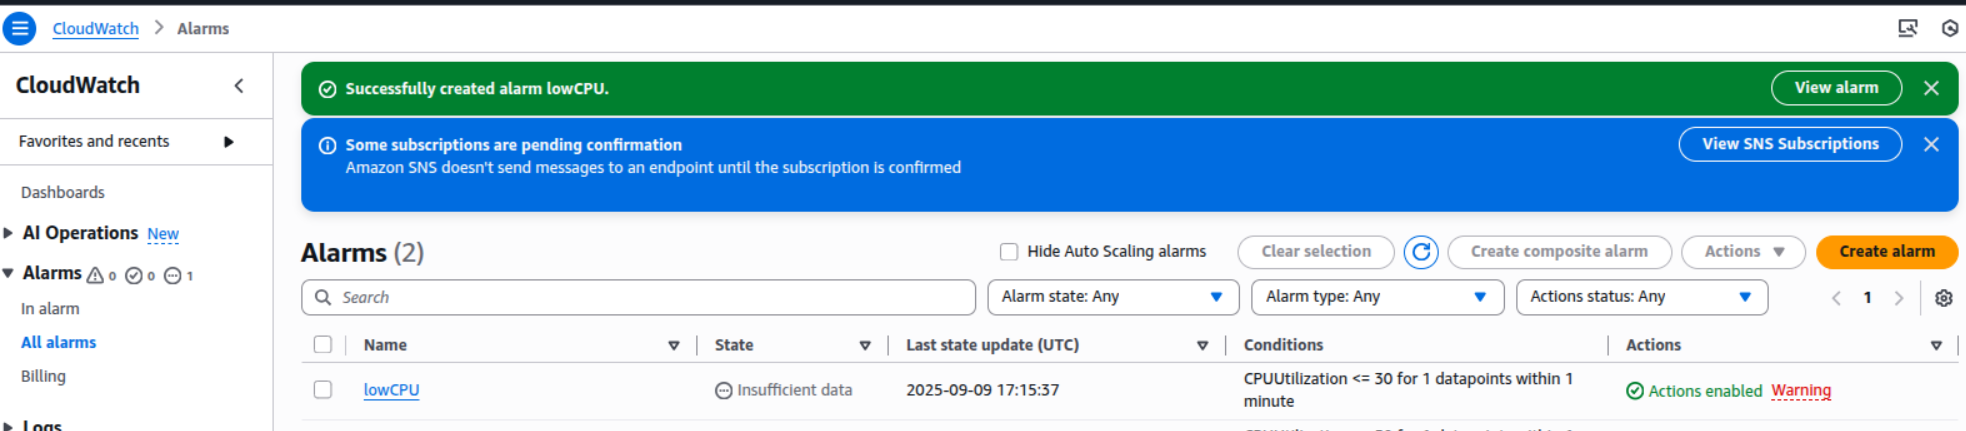 CloudWatch > Alarms
CloudWatch
Favorites and recents
Dashboards
AI Operations New
Alarms 0 0 1
In alarm
All alarms
Billing
Logs
Successfully created alarm lowCPU.
View alarm
Some subscriptions are pending confirmation
Amazon SNS doesn't send messages to an endpoint until the subscription is confirmed
View SNS Subscriptions
Alarms (2)
Hide Auto Scaling alarms
Clear selection
Create composite alarm
Actions
Create alarm
Search
Alarm state: Any
Alarm type: Any
Actions status: Any
1
Name State Last state update (UTC) Conditions Actions
lowCPU Insufficient data 2025-09-09 17:15:37 CPUUtilization <= 30 for 1 datapoints within 1
minute
Actions enabled Warning